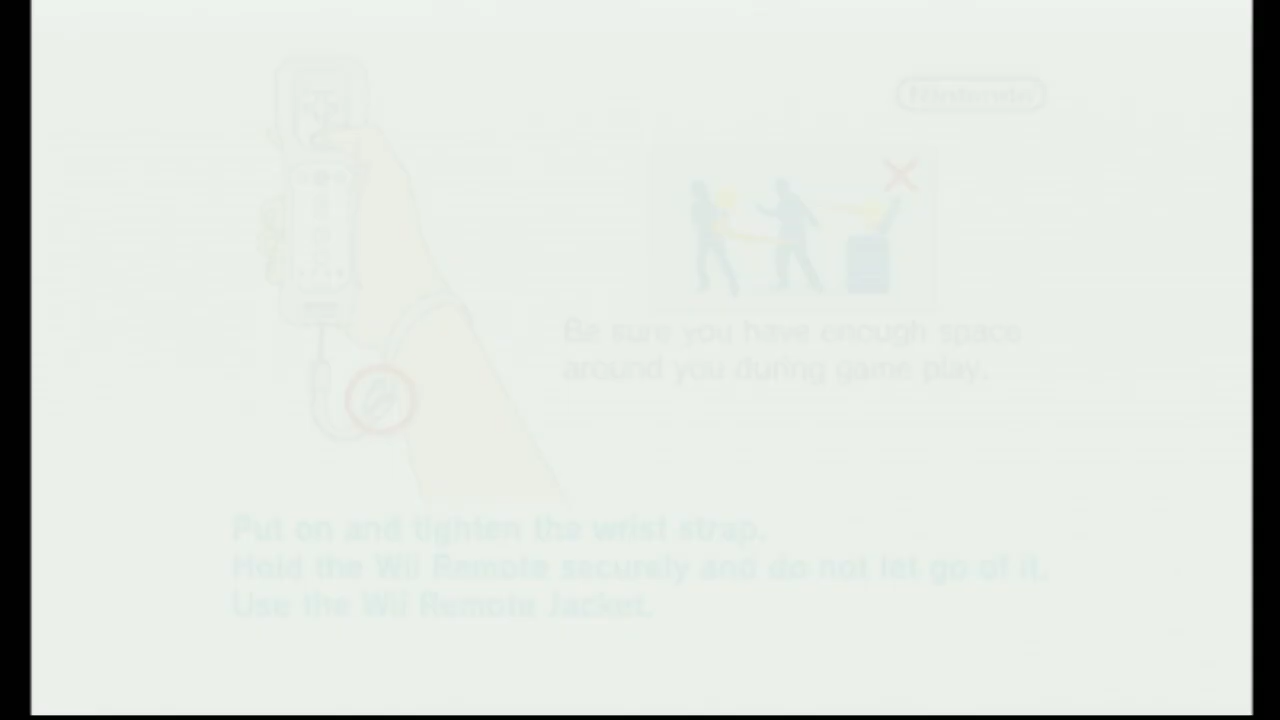 Nintendo
Be sure you have enough space
around you during game play.
Put on and tighten the wrist strap.
Hold the Wii Remote securely and do not let go of it.
Use the Wii Remote Jacket.